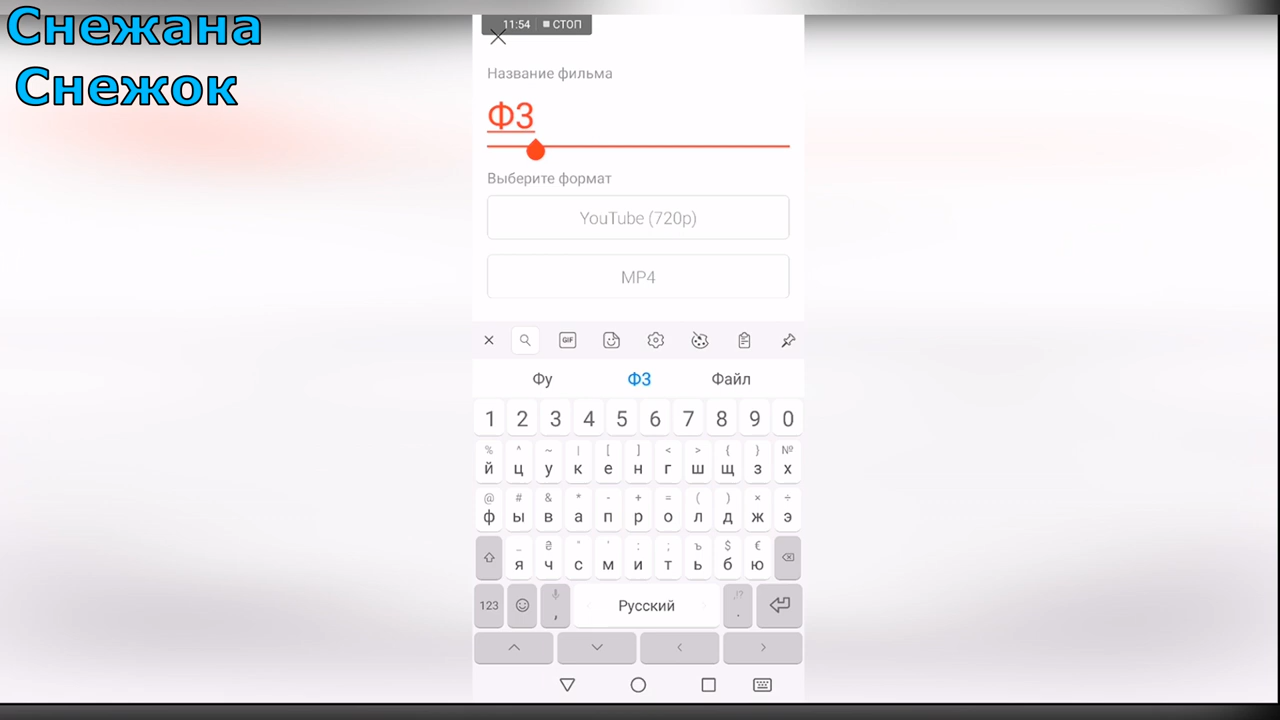 Снежана
Снежок
11:54 СТОП
Название фильма
ФЗ
Выберите формат
YouTube (720p)
MP4
GIF
Фу ФЗ Файл
1 2 3 4 5 6 7 8 9 0
% ^ ~ | [ ] < > { } №
й ц у к е н г ш щ з х
@ # & * - + = ( ) × ÷
ф ы в а п р о л д ж э
_ ₴ " ' : ; ъ $ €
я ч с м и т ь б ю
,!?
123 , Русский .